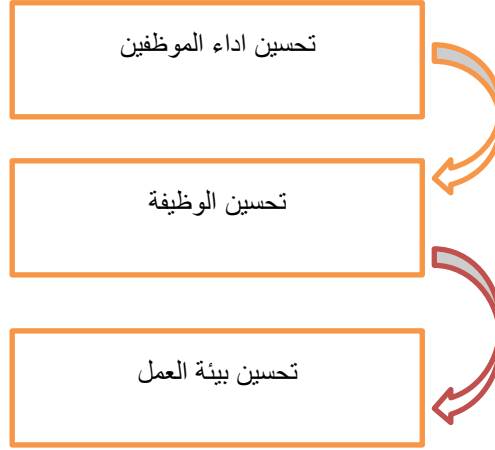 تحسين اداء الموظفين
تحسين الوظيفة
تحسين بيئة العمل